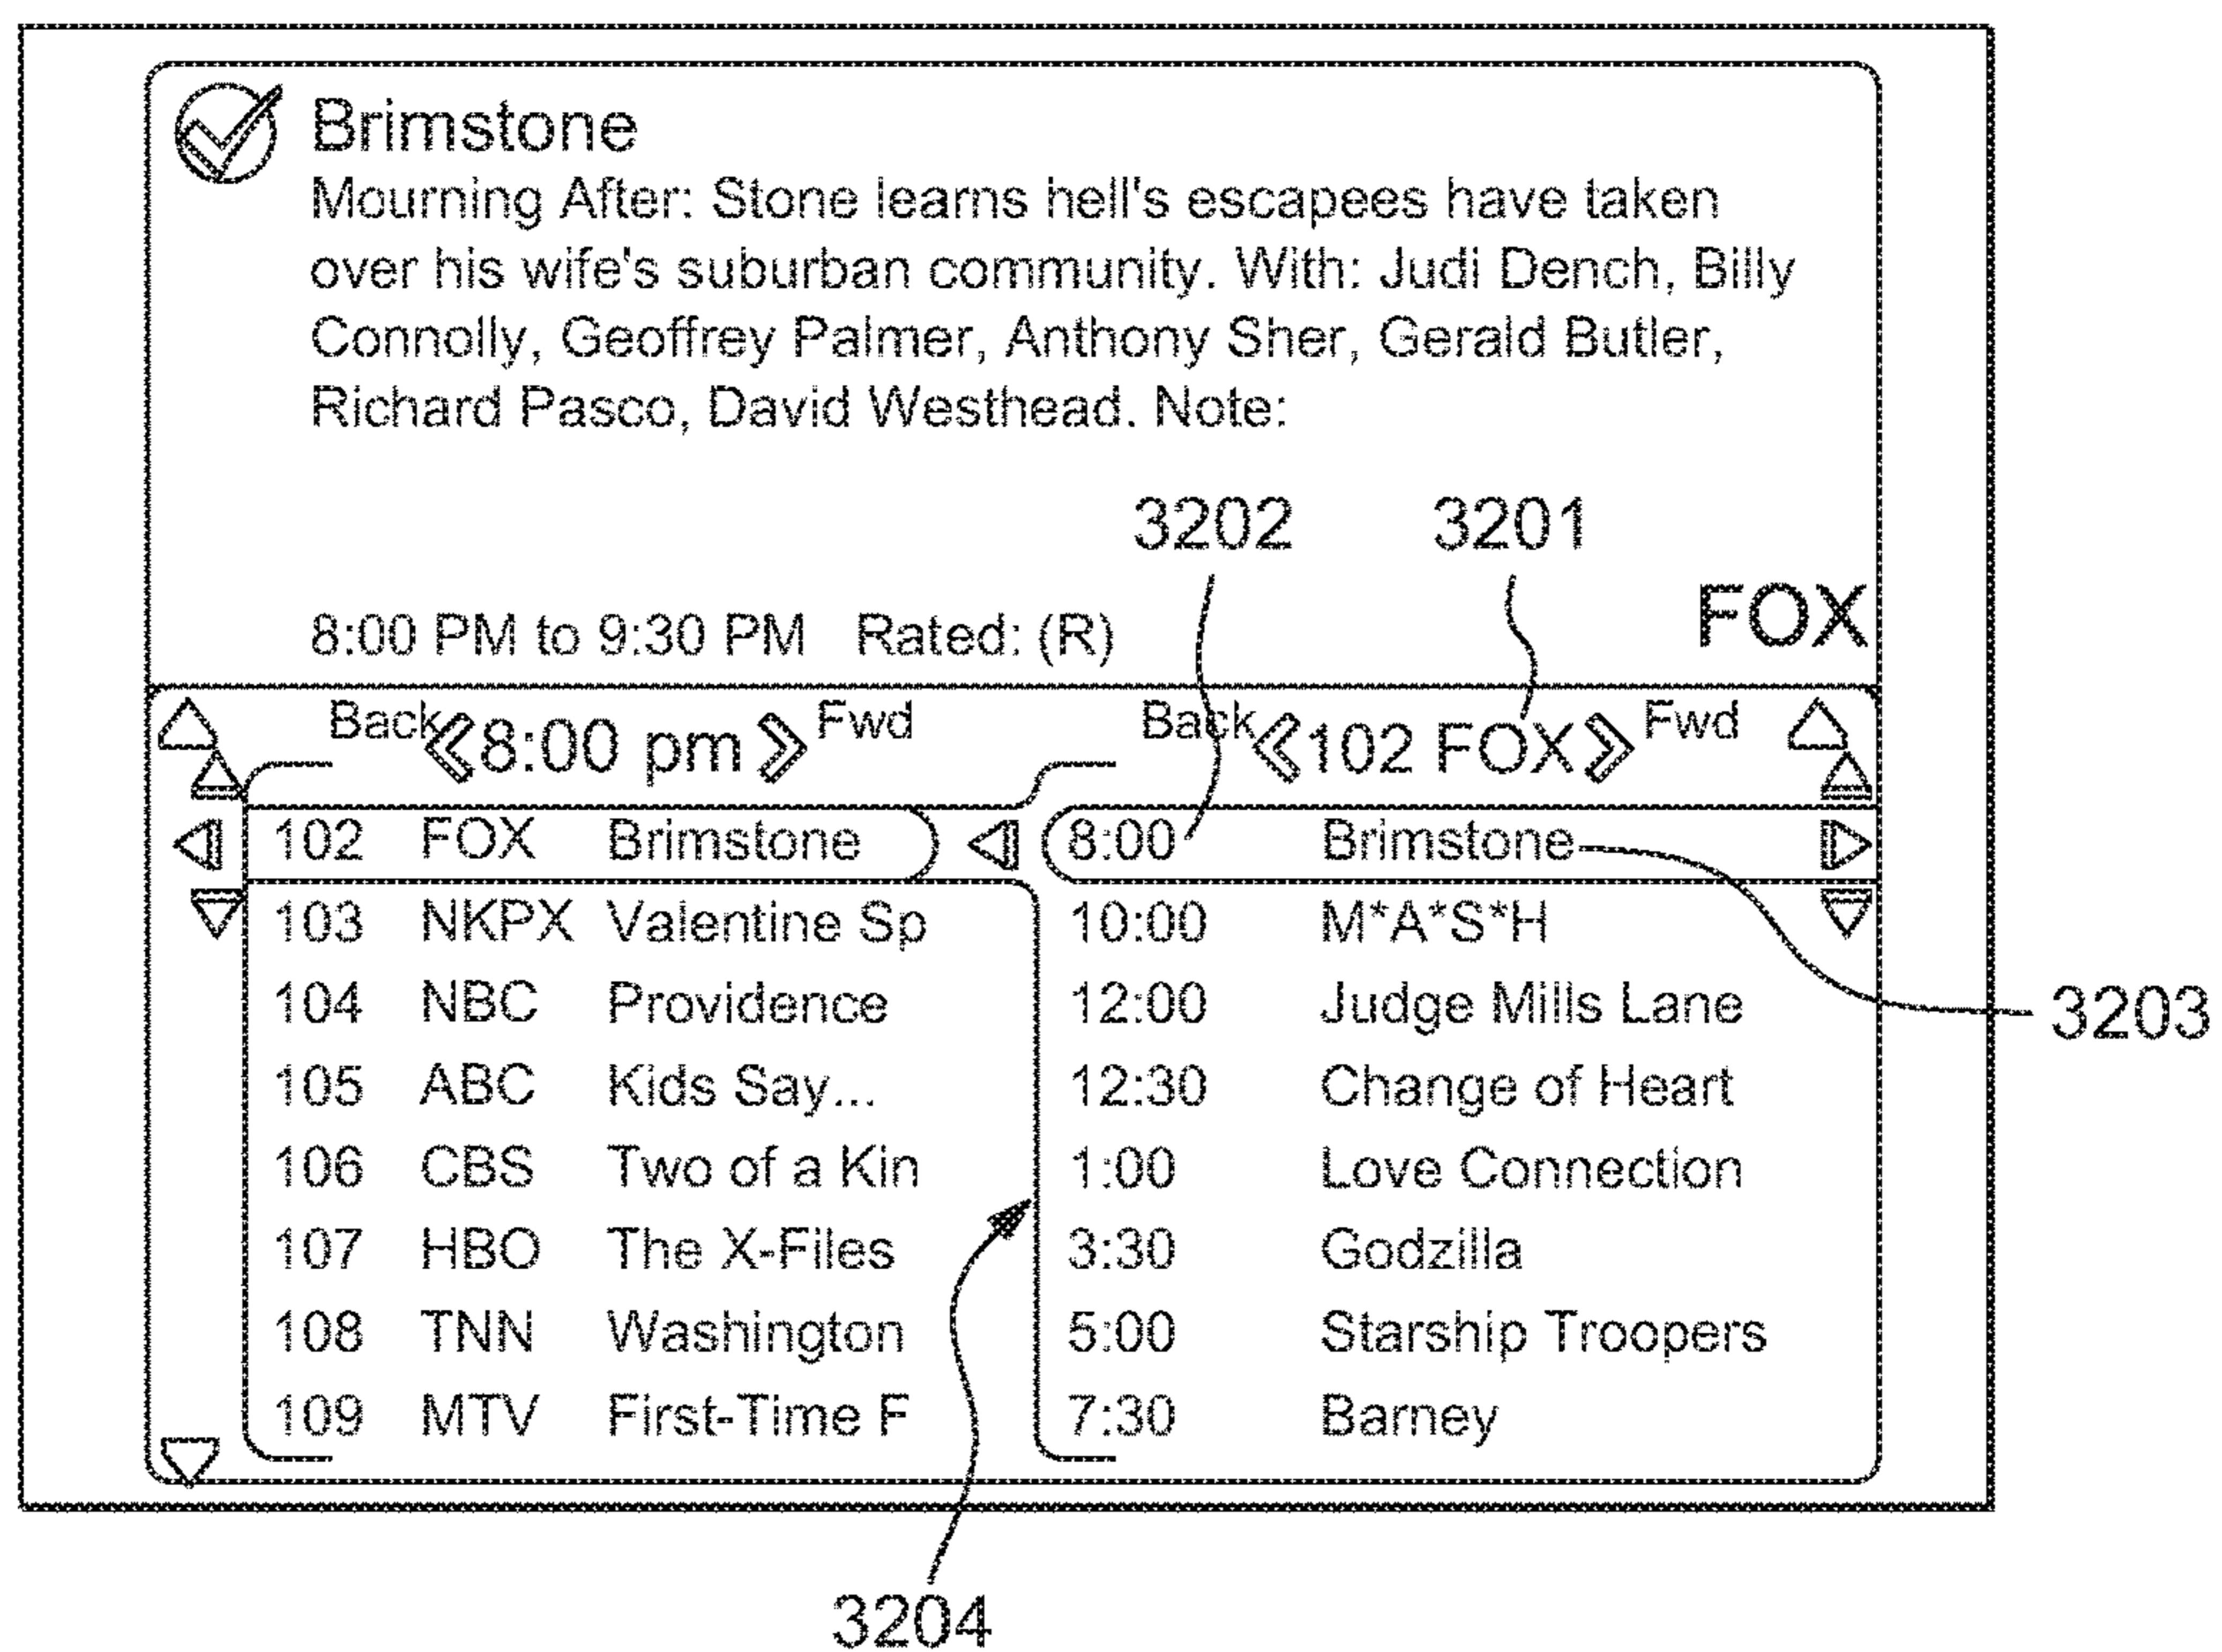 Brimstone
Mourning After: Stone learns hell's escapees have taken
over his wife's suburban community. With: Judi Dench, Billy
Connolly, Geoffrey Palmer, Anthony Sher, Gerald Butler,
Richard Pasco, David Westhead. Note:
3202 3201
8:00 PM to 9:30 PM Rated: (R) FOX
Back 8:00 pm Fwd Back 102 FOX Fwd
102 FOX Brimstone 8:00 Brimstone
103 NKPX Valentine Sp 10:00 M*A*S*H
104 NBC Providence 12:00 Judge Mills Lane
3203
105 ABC Kids Say... 12:30 Change of Heart
106 CBS Two of a Kin 1:00 Love Connection
107 HBO The X-Files 3:30 Godzilla
108 TNN Washington 5:00 Starship Troopers
109 MTV First-Time F 7:30 Barney
3204